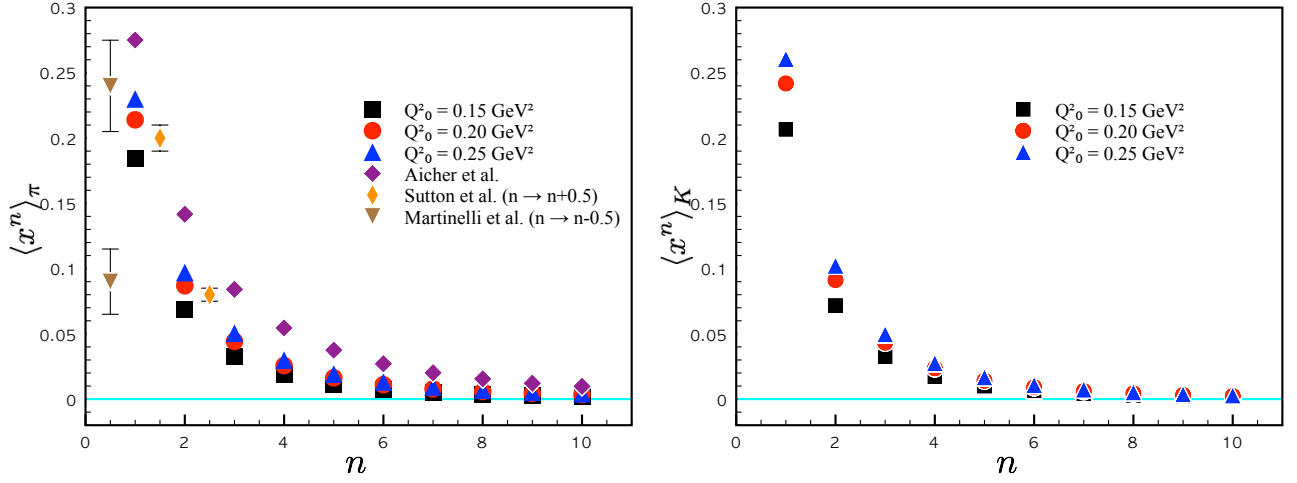 0.3
0.25
0.2
0.15
0.1
0.05
0
⟨xⁿ⟩π
Q²₀ = 0.15 GeV²
Q²₀ = 0.20 GeV²
Q²₀ = 0.25 GeV²
Aicher et al.
Sutton et al. (n → n+0.5)
Martinelli et al. (n → n-0.5)
0 2 4 6 8 10
n
0.3
0.25
0.2
0.15
0.1
0.05
0
⟨xⁿ⟩K
Q²₀ = 0.15 GeV²
Q²₀ = 0.20 GeV²
Q²₀ = 0.25 GeV²
0 2 4 6 8 10
n